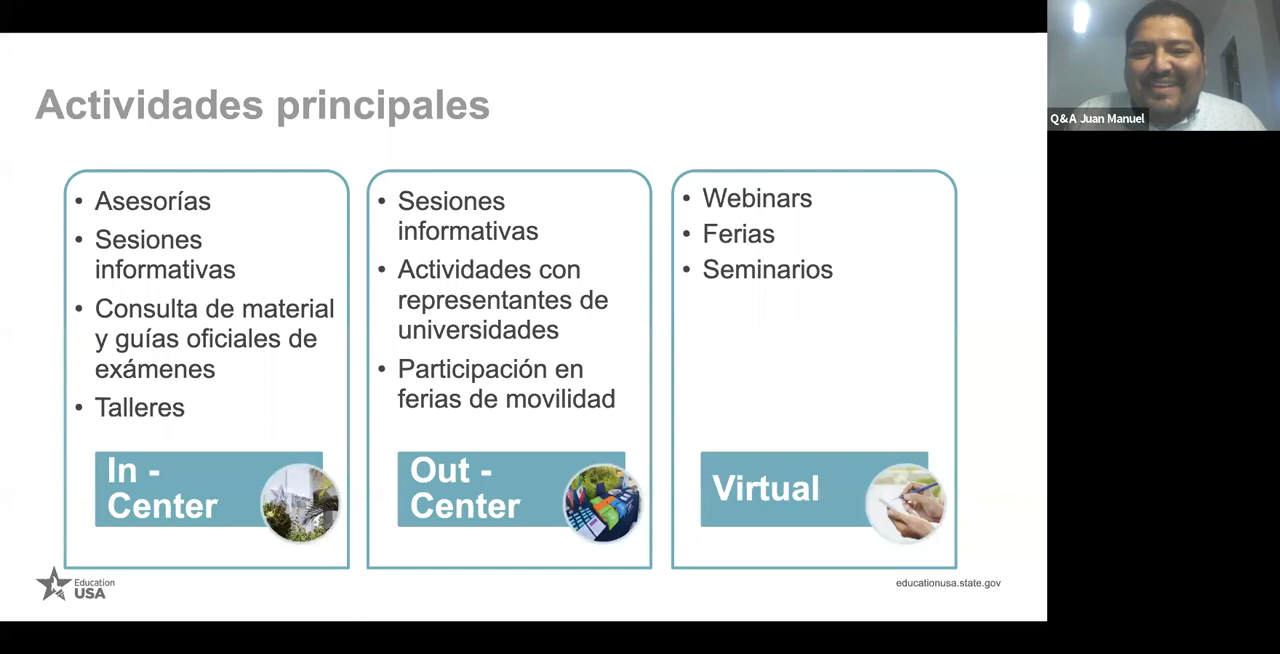 Actividades principales
• Asesorías
• Sesiones
informativas
• Consulta de material
y guías oficiales de
exámenes
• Talleres
In -
Center
• Sesiones
informativas
• Actividades con
representantes de
universidades
• Participación en
ferias de movilidad
Out -
Center
• Webinars
• Ferias
• Seminarios
Virtual
Education
USA
educationusa.state.gov
Q&A Juan Manuel